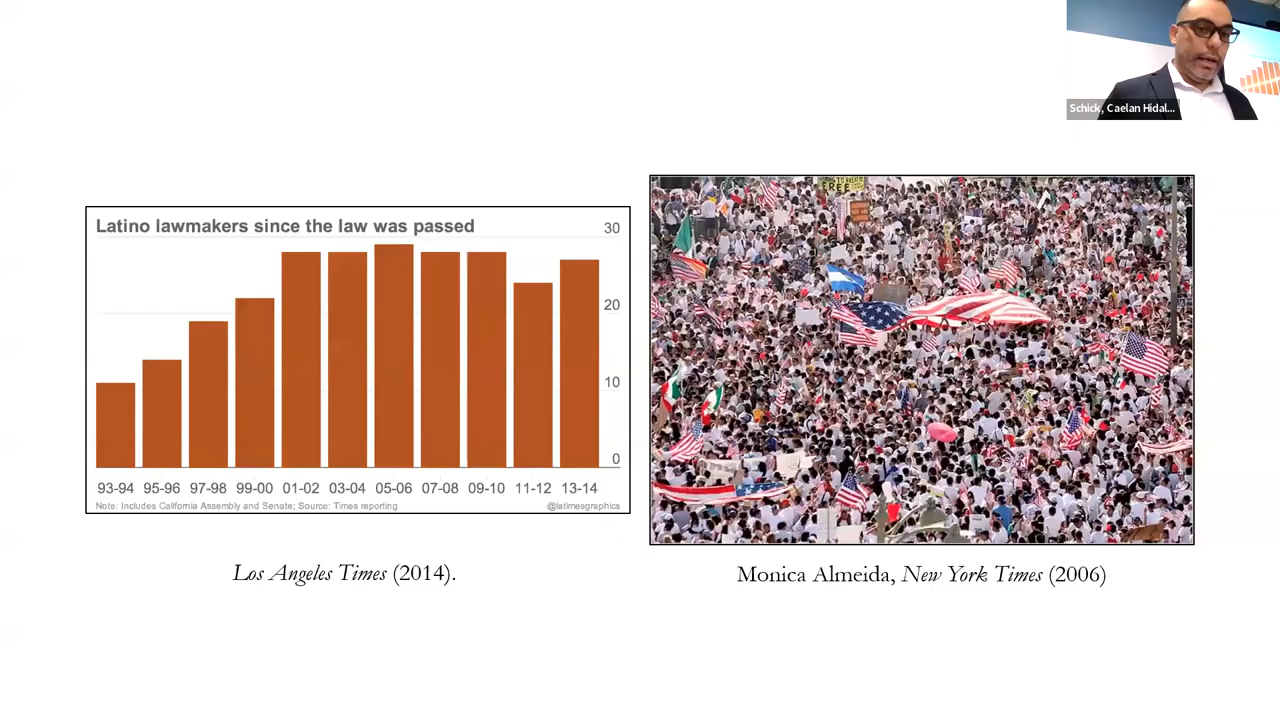 Schick, Caelan Hidal...
Latino lawmakers since the law was passed
30
20
10
0
93-94 95-96 97-98 99-00 01-02 03-04 05-06 07-08 09-10 11-12 13-14
Note: Includes California Assembly and Senate; Source: Times reporting @latimesgraphics
FREE
Los Angeles Times (2014).
Monica Almeida, New York Times (2006)